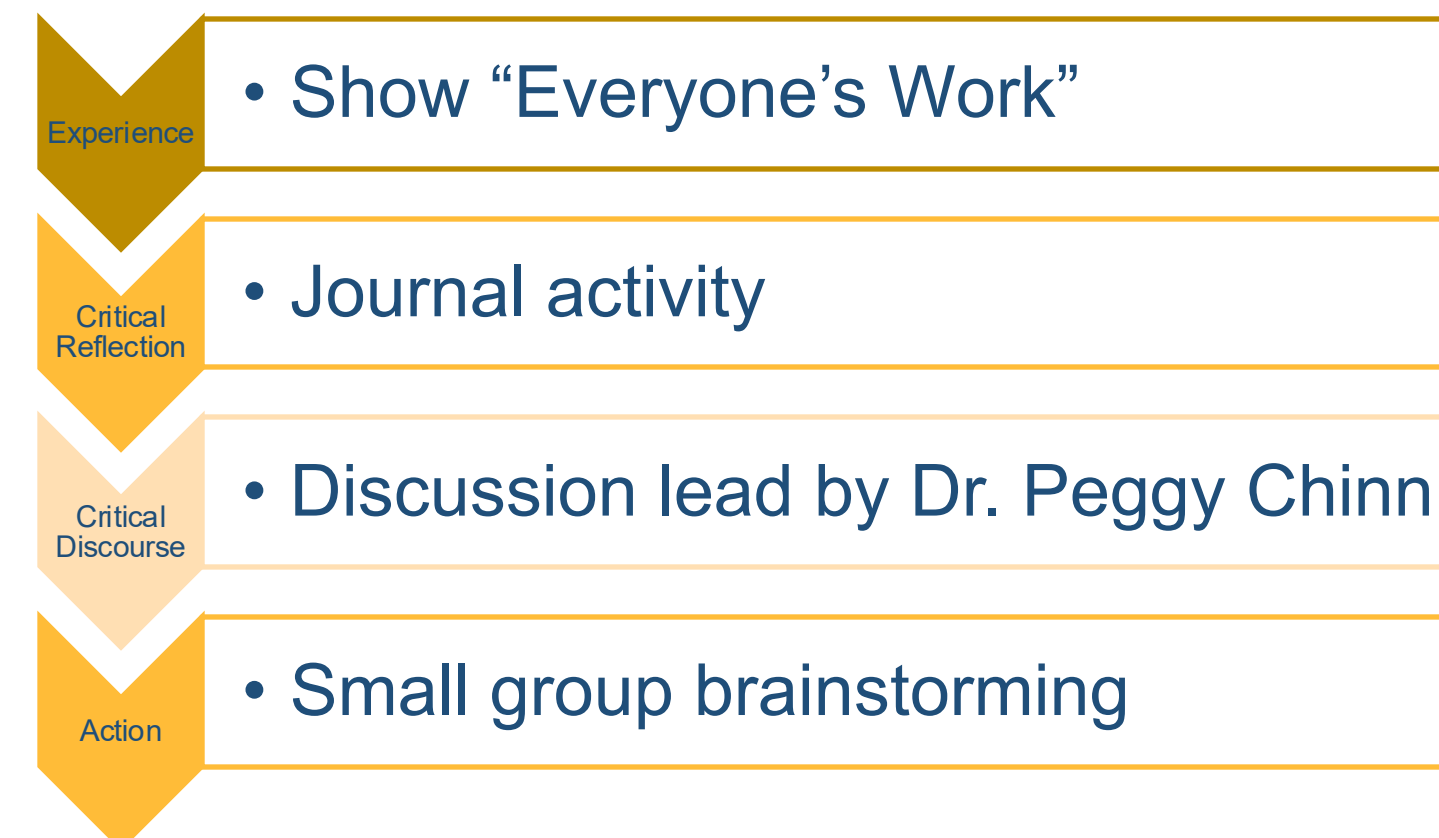 Experience
• Show “Everyone’s Work”
Critical
Reflection
• Journal activity
Critical
Discourse
• Discussion lead by Dr. Peggy Chinn
Action
• Small group brainstorming